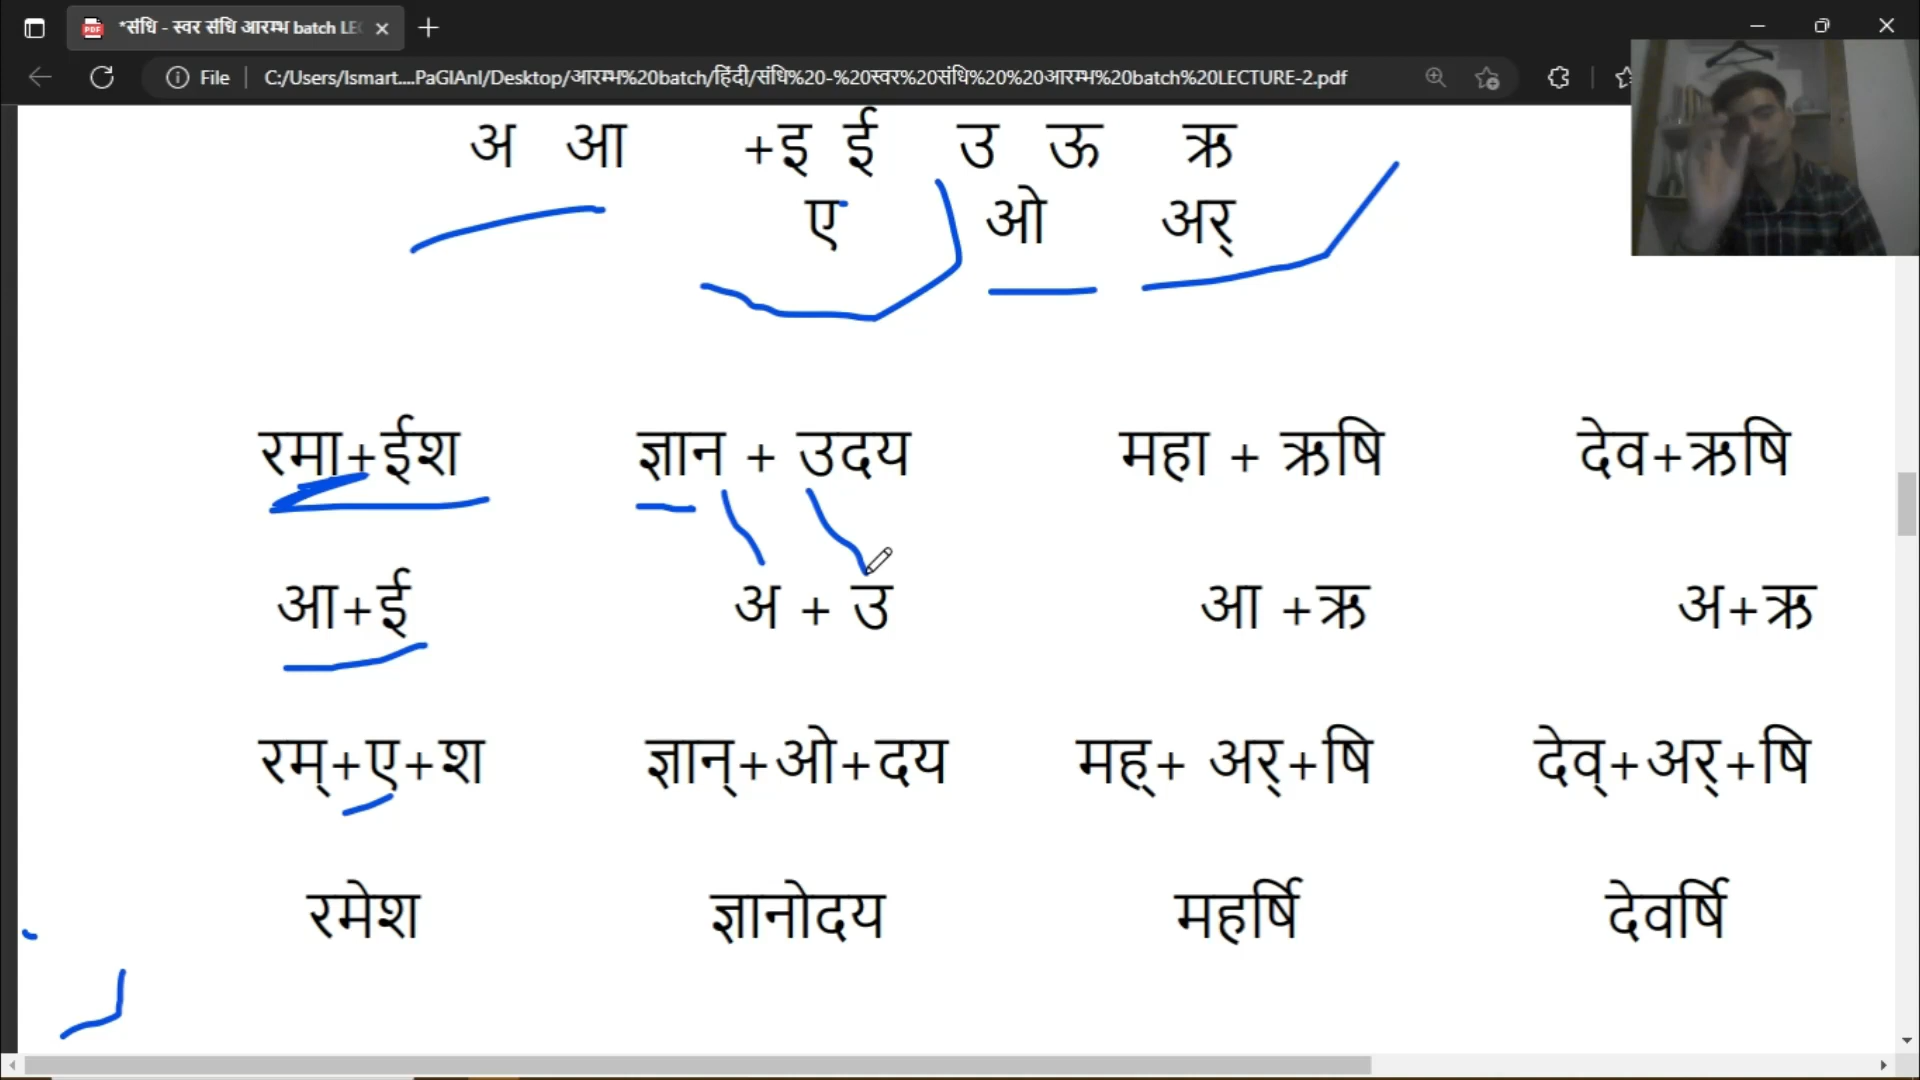 *संधि - स्वर संधि आरम्भ batch LE
File C:/Users/Ismart....PaGlAnI/Desktop/आरम्भ%20batch/हिंदी/संधि%20-%20स्वर%20संधि%20%20आरम्भ%20batch%20LECTURE-2.pdf
अ आ +इ ई उ ऊ ऋ
ए ओ अर्
रमा+ईश ज्ञान + उदय महा + ऋषि देव+ऋषि
आ+ई अ + उ आ +ऋ अ+ऋ
रम्+ए+श ज्ञान्+ओ+दय मह्+ अर्+षि देव्+अर्+षि
रमेश ज्ञानोदय महर्षि देवर्षि